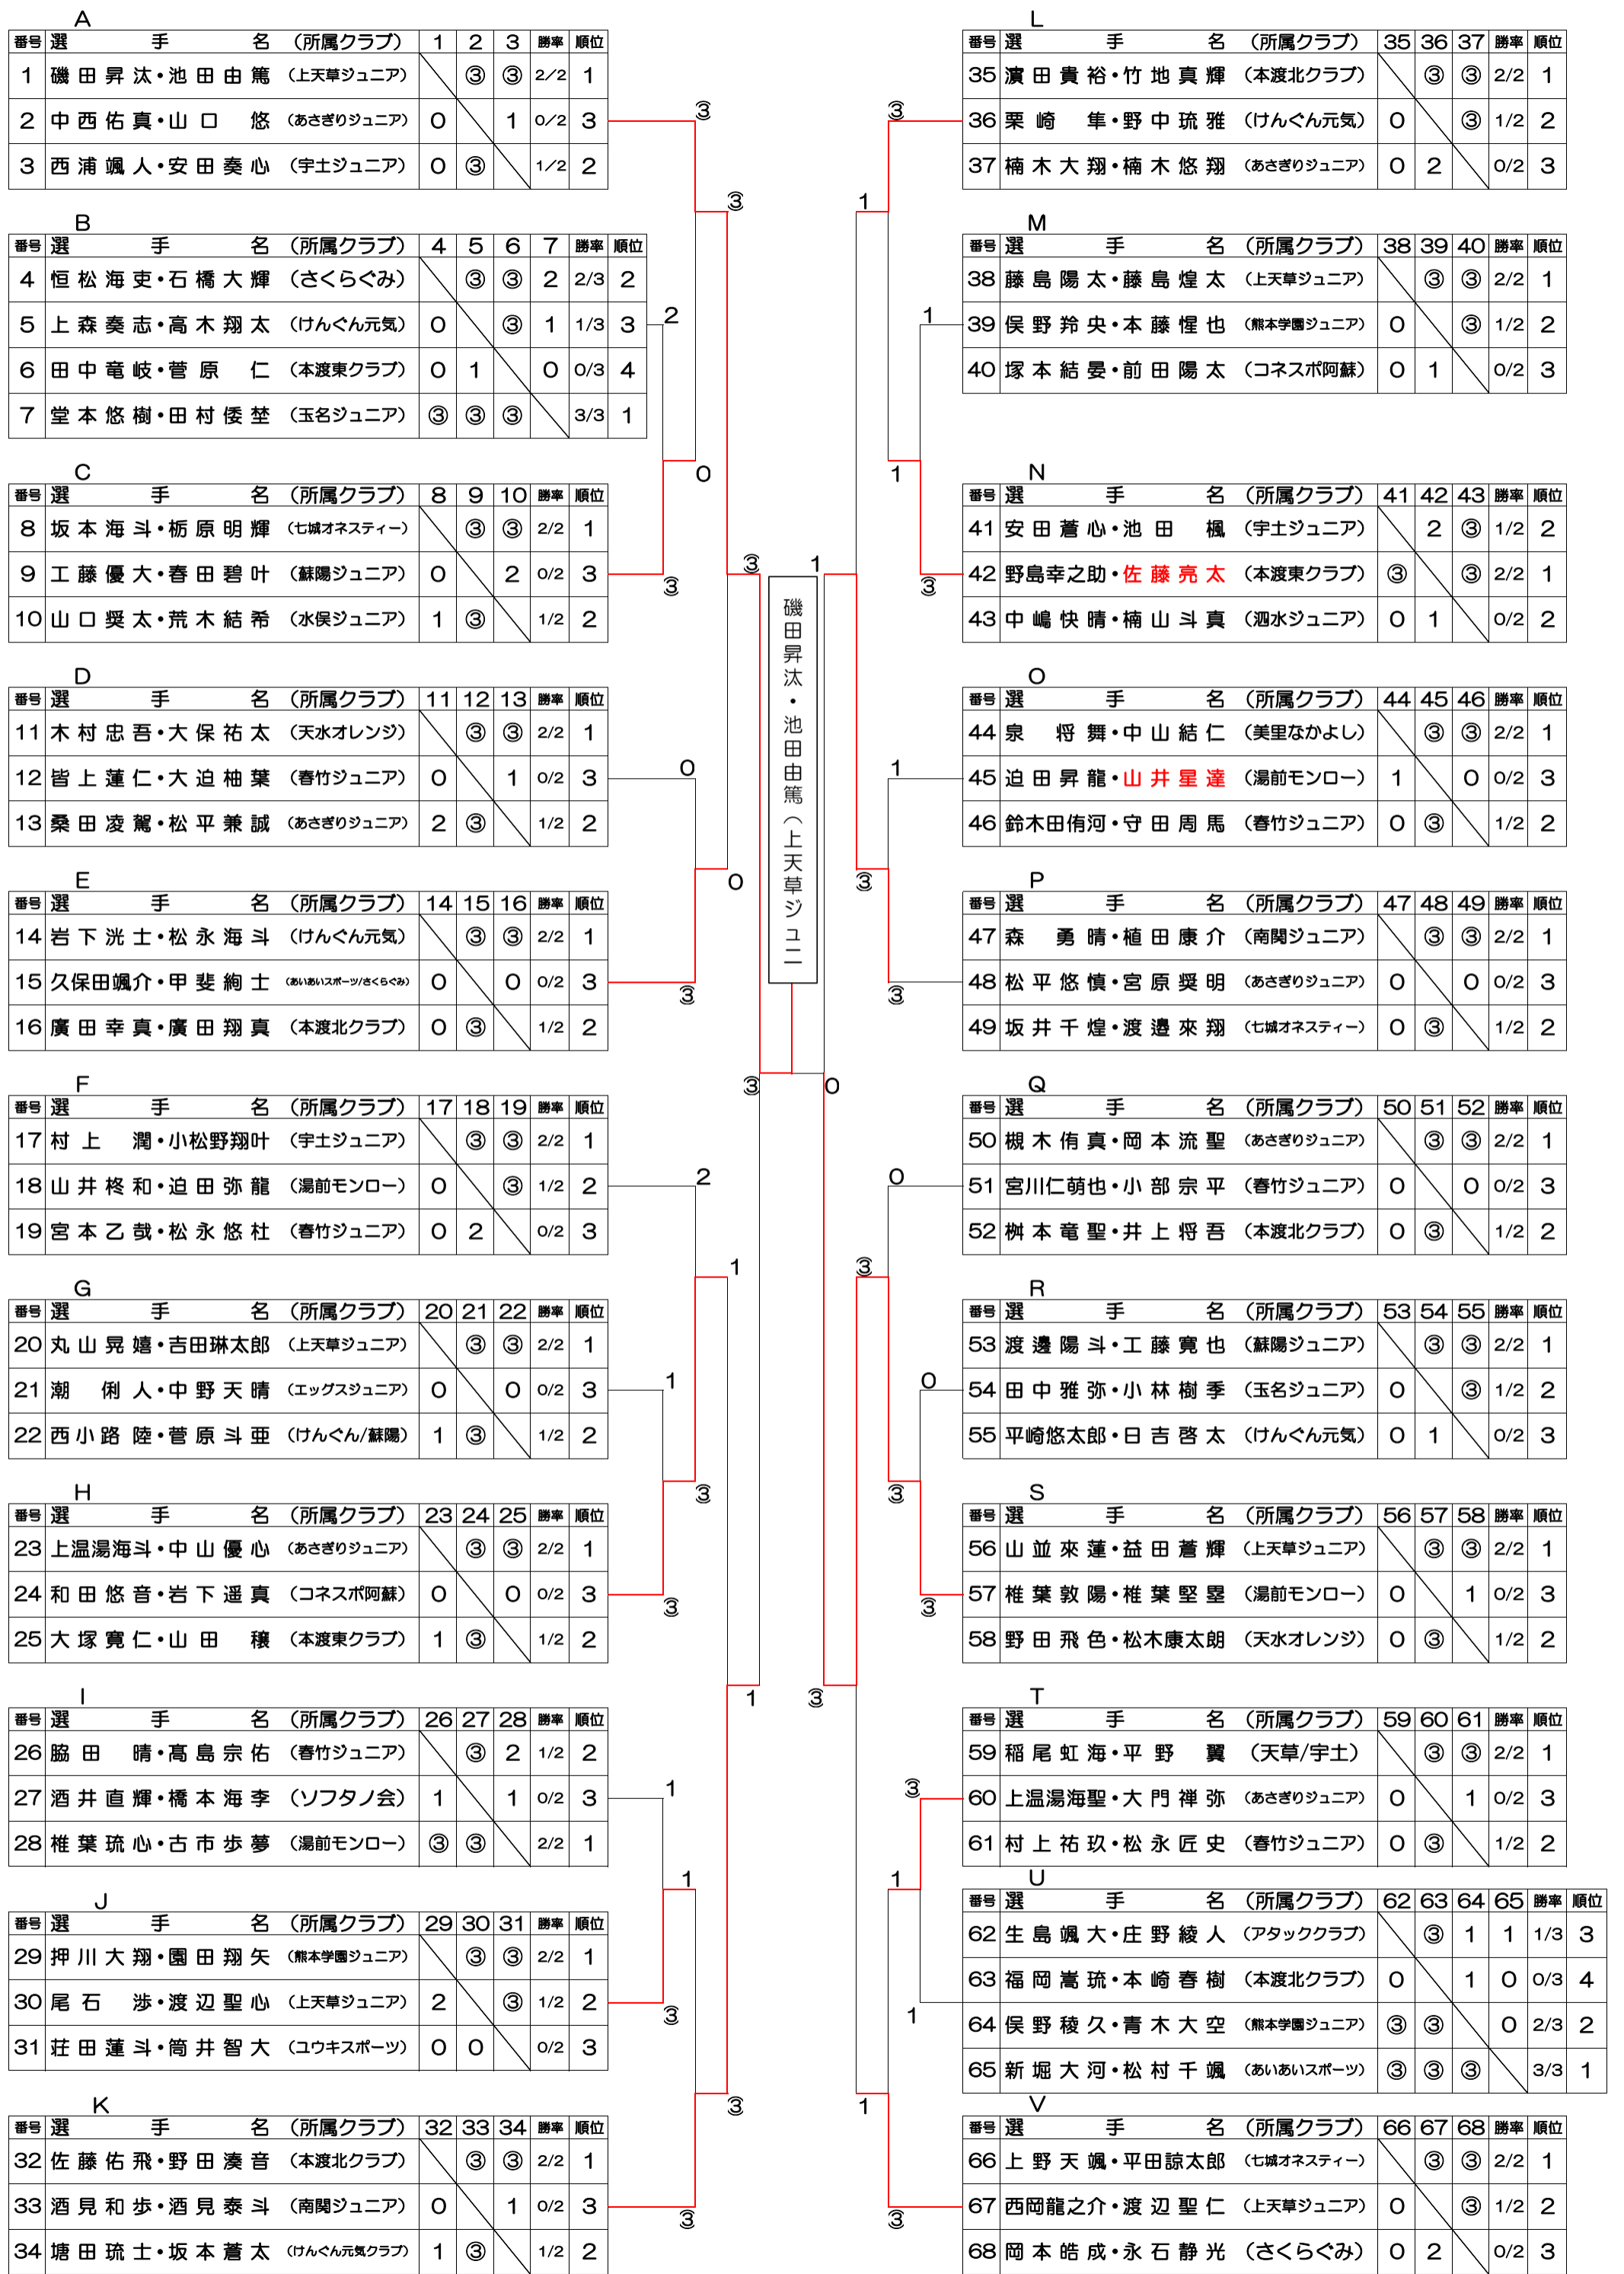 A
番号 選手名 (所属クラブ) 1 2 3 勝率 順位
1 磯田昇汰・池田由篤 (上天草ジュニア) ③ ③ 2/2 1
2 中西佑真・山口 悠 (あさぎりジュニア) 0 1 0/2 3
3 西浦颯人・安田奏心 (宇土ジュニア) 0 ③ 1/2 2
B
番号 選手名 (所属クラブ) 4 5 6 7 勝率 順位
4 恒松海吏・石橋大輝 (さくらぐみ) ③ ③ 2 2/3 2
5 上森奏志・高木翔太 (けんぐん元気) 0 ③ 1 1/3 3
6 田中竜岐・菅原 仁 (本渡東クラブ) 0 1 0 0/3 4
7 堂本悠樹・田村倭埜 (玉名ジュニア) ③ ③ ③ 3/3 1
C
番号 選手名 (所属クラブ) 8 9 10 勝率 順位
8 坂本海斗・栃原明輝 (七城オネスティー) ③ ③ 2/2 1
9 工藤優大・春田碧叶 (蘇陽ジュニア) 0 2 0/2 3
10 山口奨太・荒木結希 (水俣ジュニア) 1 ③ 1/2 2
D
番号 選手名 (所属クラブ) 11 12 13 勝率 順位
11 木村忠吾・大保祐太 (天水オレンジ) ③ ③ 2/2 1
12 皆上蓮仁・大迫柚葉 (春竹ジュニア) 0 1 0/2 3
13 桑田凌駕・松平兼誠 (あさぎりジュニア) 2 ③ 1/2 2
E
番号 選手名 (所属クラブ) 14 15 16 勝率 順位
14 岩下洸士・松永海斗 (けんぐん元気) ③ ③ 2/2 1
15 久保田颯介・甲斐絢士 (あいあいスポーツ/さくらぐみ) 0 0 0/2 3
16 廣田幸真・廣田翔真 (本渡北クラブ) 0 ③ 1/2 2
F
番号 選手名 (所属クラブ) 17 18 19 勝率 順位
17 村上 潤・小松野翔叶 (宇土ジュニア) ③ ③ 2/2 1
18 山井柊和・迫田弥龍 (湯前モンロー) 0 ③ 1/2 2
19 宮本乙哉・松永悠杜 (春竹ジュニア) 0 2 0/2 3
G
番号 選手名 (所属クラブ) 20 21 22 勝率 順位
20 丸山晃嬉・吉田琳太郎 (上天草ジュニア) ③ ③ 2/2 1
21 潮 俐人・中野天晴 (エッグスジュニア) 0 0 0/2 3
22 西小路陸・菅原斗亜 (けんぐん/蘇陽) 1 ③ 1/2 2
H
番号 選手名 (所属クラブ) 23 24 25 勝率 順位
23 上温湯海斗・中山優心 (あさぎりジュニア) ③ ③ 2/2 1
24 和田悠音・岩下遥真 (コネスポ阿蘇) 0 0 0/2 3
25 大塚寛仁・山田 穣 (本渡東クラブ) 1 ③ 1/2 2
I
番号 選手名 (所属クラブ) 26 27 28 勝率 順位
26 脇田 晴・髙島宗佑 (春竹ジュニア) ③ 2 1/2 2
27 酒井直輝・橋本海李 (ソフタノ会) 1 1 0/2 3
28 椎葉琉心・古市歩夢 (湯前モンロー) ③ ③ 2/2 1
J
番号 選手名 (所属クラブ) 29 30 31 勝率 順位
29 押川大翔・園田翔矢 (熊本学園ジュニア) ③ ③ 2/2 1
30 尾石 渉・渡辺聖心 (上天草ジュニア) 2 ③ 1/2 2
31 荘田蓮斗・筒井智大 (ユウキスポーツ) 0 0 0/2 3
K
番号 選手名 (所属クラブ) 32 33 34 勝率 順位
32 佐藤佑飛・野田湊音 (本渡北クラブ) ③ ③ 2/2 1
33 酒見和歩・酒見泰斗 (南関ジュニア) 0 1 0/2 3
34 塘田琉士・坂本蒼太 (けんぐん元気クラブ) 1 ③ 1/2 2
③
③
2
0
③
③
0
0
③
2
1
1
③
③
1
1
1
③
③
③
③
磯田昇汰・池田由篤(上天草ジュニ
1
0
③
③
1
1
1
③
1
③
③
0
③
0
③
③
③
1
1
1
③
L
番号 選手名 (所属クラブ) 35 36 37 勝率 順位
35 濵田貴裕・竹地真輝 (本渡北クラブ) ③ ③ 2/2 1
36 栗崎 隼・野中琉雅 (けんぐん元気) 0 ③ 1/2 2
37 楠木大翔・楠木悠翔 (あさぎりジュニア) 0 2 0/2 3
M
番号 選手名 (所属クラブ) 38 39 40 勝率 順位
38 藤島陽太・藤島煌太 (上天草ジュニア) ③ ③ 2/2 1
39 俣野羚央・本藤惺也 (熊本学園ジュニア) 0 ③ 1/2 2
40 塚本結晏・前田陽太 (コネスポ阿蘇) 0 1 0/2 3
N
番号 選手名 (所属クラブ) 41 42 43 勝率 順位
41 安田蒼心・池田 楓 (宇土ジュニア) 2 ③ 1/2 2
42 野島幸之助・佐藤亮太 (本渡東クラブ) ③ ③ 2/2 1
43 中嶋快晴・楠山斗真 (泗水ジュニア) 0 1 0/2 2
O
番号 選手名 (所属クラブ) 44 45 46 勝率 順位
44 泉 将舞・中山結仁 (美里なかよし) ③ ③ 2/2 1
45 迫田昇龍・山井星達 (湯前モンロー) 1 0 0/2 3
46 鈴木田侑河・守田周馬 (春竹ジュニア) 0 ③ 1/2 2
P
番号 選手名 (所属クラブ) 47 48 49 勝率 順位
47 森 勇晴・植田康介 (南関ジュニア) ③ ③ 2/2 1
48 松平悠慎・宮原奨明 (あさぎりジュニア) 0 0 0/2 3
49 坂井千煌・渡邉來翔 (七城オネスティー) 0 ③ 1/2 2
Q
番号 選手名 (所属クラブ) 50 51 52 勝率 順位
50 槻木侑真・岡本流聖 (あさぎりジュニア) ③ ③ 2/2 1
51 宮川仁萌也・小部宗平 (春竹ジュニア) 0 0 0/2 3
52 桝本竜聖・井上将吾 (本渡北クラブ) 0 ③ 1/2 2
R
番号 選手名 (所属クラブ) 53 54 55 勝率 順位
53 渡邊陽斗・工藤寛也 (蘇陽ジュニア) ③ ③ 2/2 1
54 田中雅弥・小林樹季 (玉名ジュニア) 0 ③ 1/2 2
55 平崎悠太郎・日吉啓太 (けんぐん元気) 0 1 0/2 3
S
番号 選手名 (所属クラブ) 56 57 58 勝率 順位
56 山並來蓮・益田蒼輝 (上天草ジュニア) ③ ③ 2/2 1
57 椎葉敦陽・椎葉堅塁 (湯前モンロー) 0 1 0/2 3
58 野田飛色・松木康太朗 (天水オレンジ) 0 ③ 1/2 2
T
番号 選手名 (所属クラブ) 59 60 61 勝率 順位
59 稲尾虹海・平野 翼 (天草/宇土) ③ ③ 2/2 1
60 上温湯海聖・大門禅弥 (あさぎりジュニア) 0 1 0/2 3
61 村上祐玖・松永匠史 (春竹ジュニア) 0 ③ 1/2 2
U
番号 選手名 (所属クラブ) 62 63 64 65 勝率 順位
62 生島颯大・庄野綾人 (アタッククラブ) ③ 1 1 1/3 3
63 福岡嵩琉・本崎春樹 (本渡北クラブ) 0 1 0 0/3 4
64 俣野稜久・青木大空 (熊本学園ジュニア) ③ ③ 0 2/3 2
65 新堀大河・松村千颯 (あいあいスポーツ) ③ ③ ③ 3/3 1
V
番号 選手名 (所属クラブ) 66 67 68 勝率 順位
66 上野天颯・平田諒太郎 (七城オネスティー) ③ ③ 2/2 1
67 西岡龍之介・渡辺聖仁 (上天草ジュニア) 0 ③ 1/2 2
68 岡本皓成・永石静光 (さくらぐみ) 0 2 0/2 3